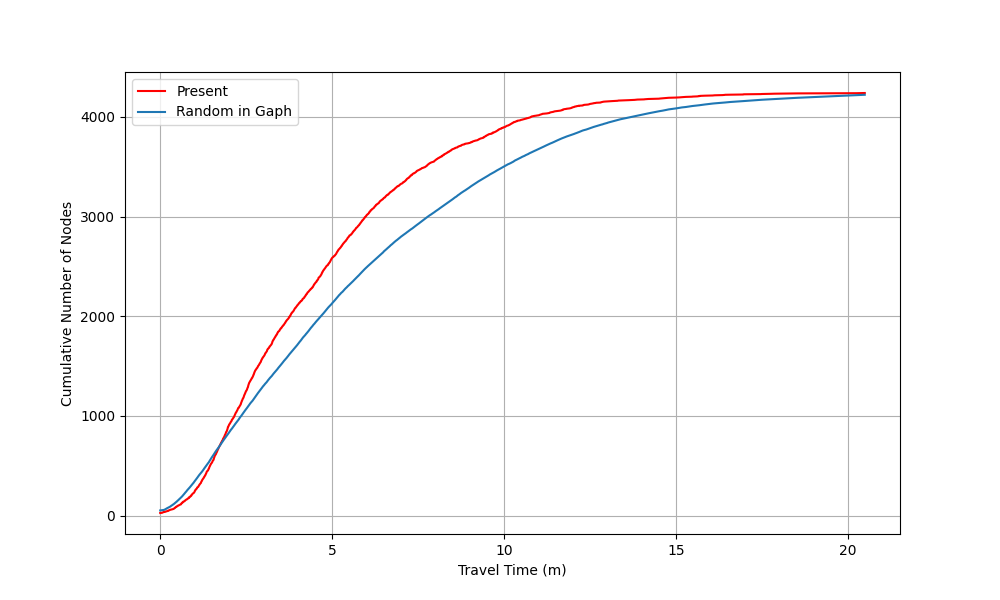 Present
Random in Gaph
Cumulative Number of Nodes
4000
3000
2000
1000
0
0 5 10 15 20
Travel Time (m)